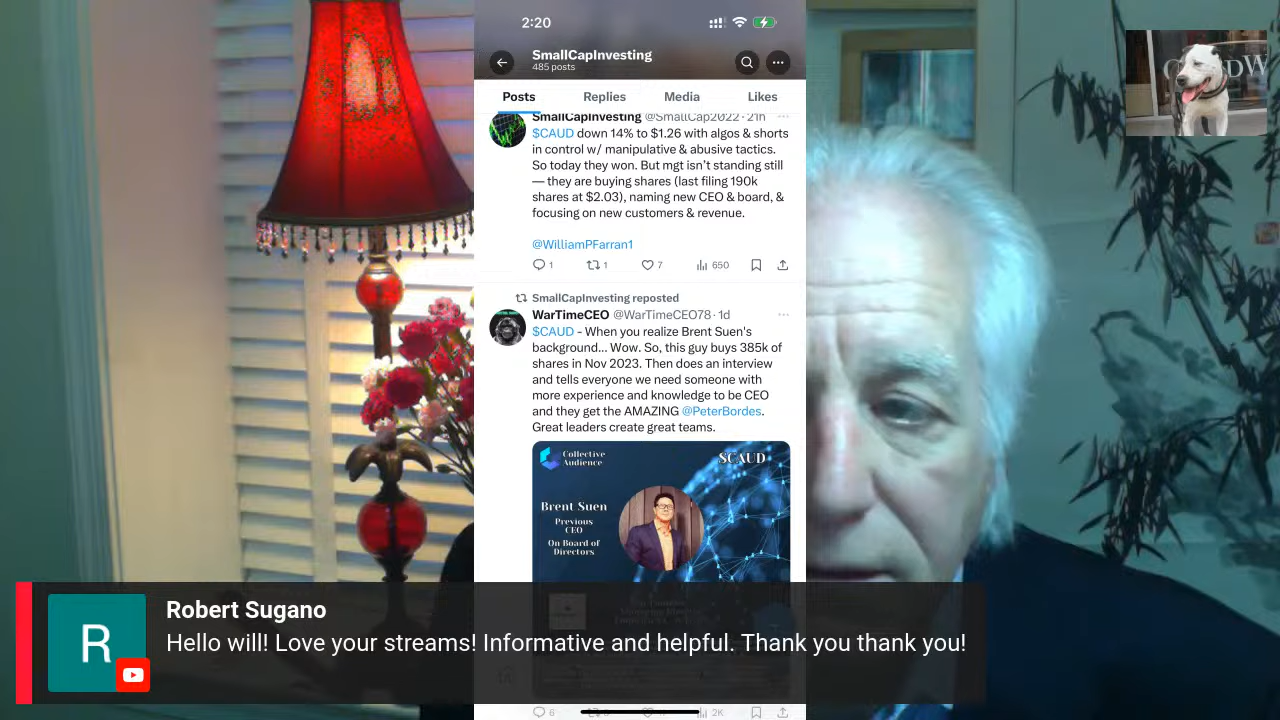 2:20
SmallCapInvesting
485 posts
Posts Replies Media Likes
SmallCapInvesting @SmallCap2022 · 21h
$CAUD down 14% to $1.26 with algos & shorts
in control w/ manipulative & abusive tactics.
So today they won. But mgt isn't standing still
— they are buying shares (last filing 190k
shares at $2.03), naming new CEO & board, &
focusing on new customers & revenue.
@WilliamPFarran1
1 1 7 650
SmallCapInvesting reposted
WarTimeCEO @WarTimeCEO78 · 1d
$CAUD - When you realize Brent Suen's
background... Wow. So, this guy buys 385k of
shares in Nov 2023. Then does an interview
and tells everyone we need someone with
more experience and knowledge to be CEO
and they get the AMAZING @PeterBordes.
Great leaders create great teams.
Collective
Audience
$CAUD
Brent Suen
Previous
CEO
On Board of
Directors
R
Robert Sugano
Hello will! Love your streams! Informative and helpful. Thank you thank you!
6 2K